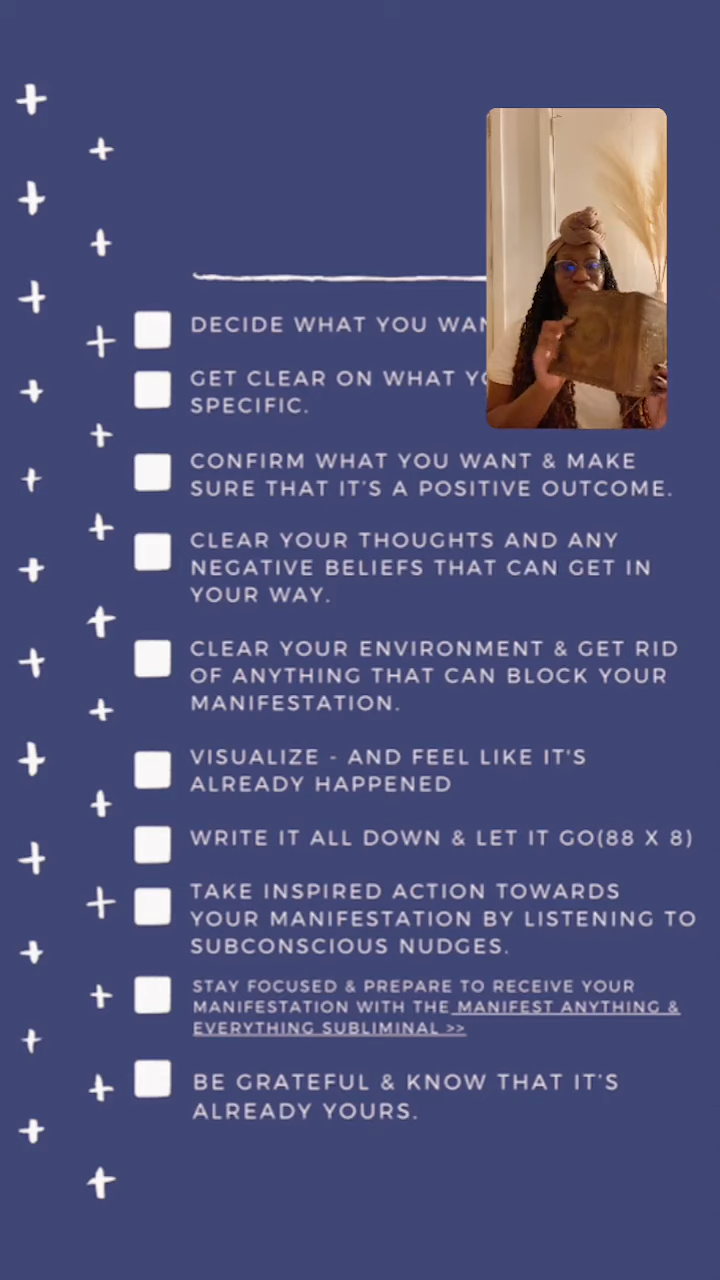 DECIDE WHAT YOU
GET CLEAR ON WHAT
SPECIFIC.
CONFIRM WHAT YOU WANT & MAKE
SURE THAT IT'S A POSITIVE OUTCOME.
CLEAR YOUR THOUGHTS AND ANY
NEGATIVE BELIEFS THAT CAN GET IN
YOUR WAY.
CLEAR YOUR ENVIRONMENT & GET RID
OF ANYTHING THAT CAN BLOCK YOUR
MANIFESTATION.
VISUALIZE - AND FEEL LIKE IT'S
ALREADY HAPPENED
WRITE IT ALL DOWN & LET IT GO(88 X 8)
TAKE INSPIRED ACTION TOWARDS
YOUR MANIFESTATION BY LISTENING TO
SUBCONSCIOUS NUDGES.
STAY FOCUSED & PREPARE TO RECEIVE YOUR
MANIFESTATION WITH THE MANIFEST ANYTHING &
EVERYTHING SUBLIMINAL >>
BE GRATEFUL & KNOW THAT IT'S
ALREADY YOURS.